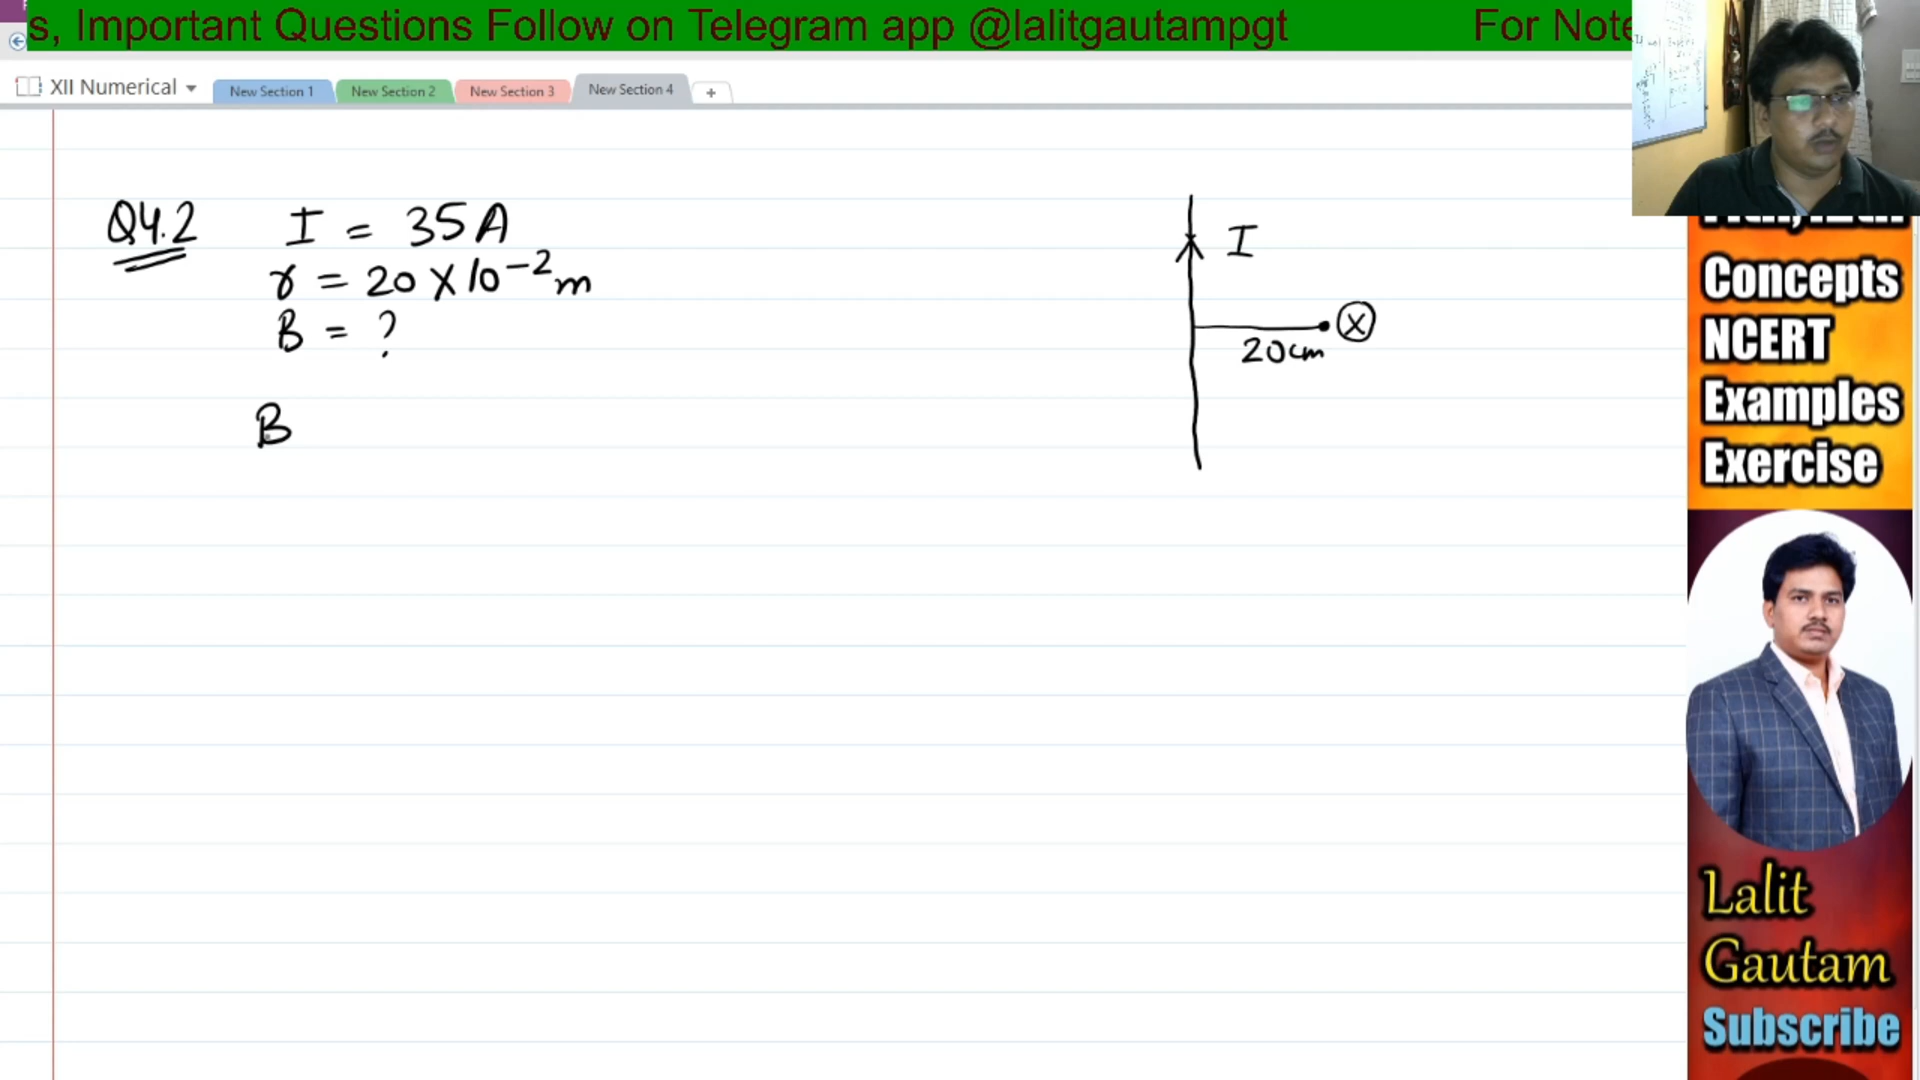 s, Important Questions Follow on Telegram app @lalitgautampgt For Note
XII Numerical New Section 1 New Section 2 New Section 3 New Section 4 +
Q4.2 I = 35A
r = 20 X 10⁻² m
B = ?
B
I
X
20cm
Concepts
NCERT
Examples
Exercise
Lalit
Gautam
Subscribe